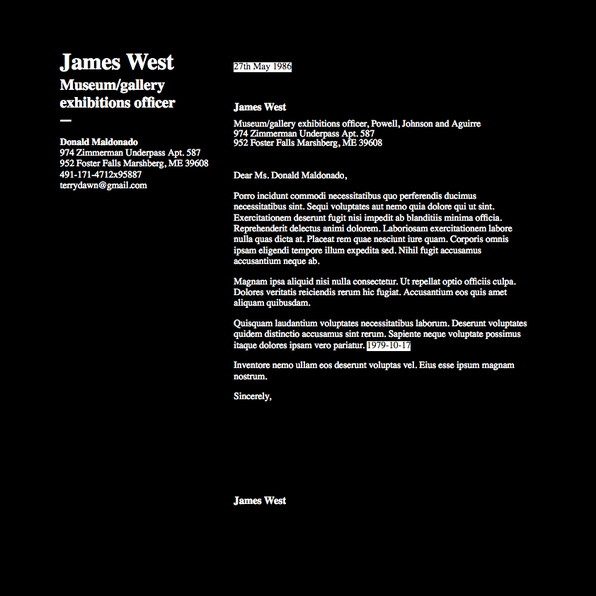 James West
Museum/gallery
exhibitions officer
—
Donald Maldonado
974 Zimmerman Underpass Apt. 587
952 Foster Falls Marshberg, ME 39608
491-171-4712x95887
terrydawn@gmail.com
27th May 1986
James West
Museum/gallery exhibitions officer, Powell, Johnson and Aguirre
974 Zimmerman Underpass Apt. 587
952 Foster Falls Marshberg, ME 39608
Dear Ms. Donald Maldonado,
Porro incidunt commodi necessitatibus quo perferendis ducimus
necessitatibus sint. Sequi voluptates aut nemo quia dolore qui ut sint.
Exercitationem deserunt fugit nisi impedit ab blanditiis minima officia.
Reprehenderit delectus animi dolorem. Laboriosam exercitationem labore
nulla quas dicta at. Placeat rem quae nesciunt iure quam. Corporis omnis
ipsam eligendi tempore illum expedita sed. Nihil fugit accusamus
accusantium neque ab.
Magnam ipsa aliquid nisi nulla consectetur. Ut repellat optio officiis culpa.
Dolores veritatis reiciendis rerum hic fugiat. Accusantium eos quis amet
aliquam quibusdam.
Quisquam laudantium voluptates necessitatibus laborum. Deserunt voluptates
quidem distinctio accusamus sint rerum. Sapiente neque voluptate possimus
itaque dolores ipsam vero pariatur. 1979-10-17
Inventore nemo ullam eos deserunt voluptas vel. Eius esse ipsum magnam
nostrum.
Sincerely,
James West